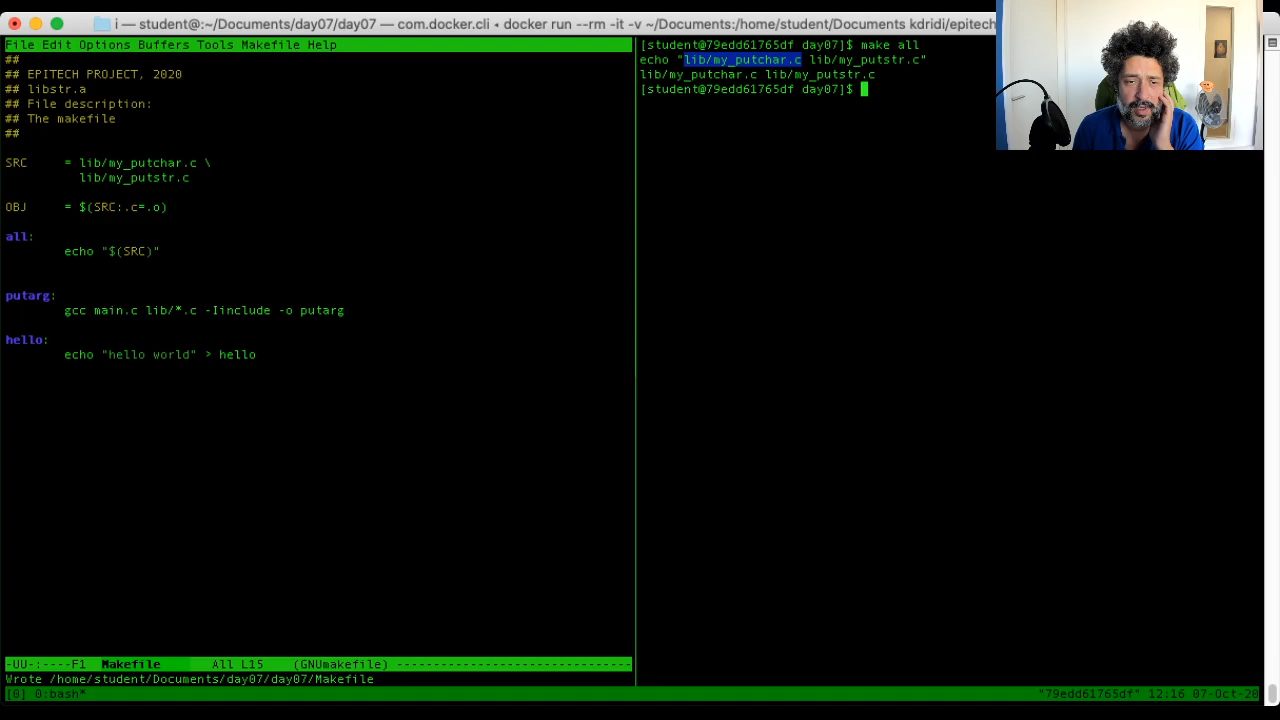 i — student@:~/Documents/day07/day07 — com.docker.cli ◂ docker run --rm -it -v ~/Documents:/home/student/Documents kdridi/epitech
File Edit Options Buffers Tools Makefile Help
##
## EPITECH PROJECT, 2020
## libstr.a
## File description:
## The makefile
##
SRC = lib/my_putchar.c \
lib/my_putstr.c
OBJ = $(SRC:.c=.o)
all:
echo "$(SRC)"
putarg:
gcc main.c lib/*.c -Iinclude -o putarg
hello:
echo "hello world" > hello
-UU-:----F1 Makefile All L15 (GNUmakefile) --------------------------------
Wrote /home/student/Documents/day07/day07/Makefile
[student@79edd61765df day07]$ make all
echo "lib/my_putchar.c lib/my_putstr.c"
lib/my_putchar.c lib/my_putstr.c
[student@79edd61765df day07]$
[0] 0:bash* "79edd61765df" 12:16 07-Oct-20